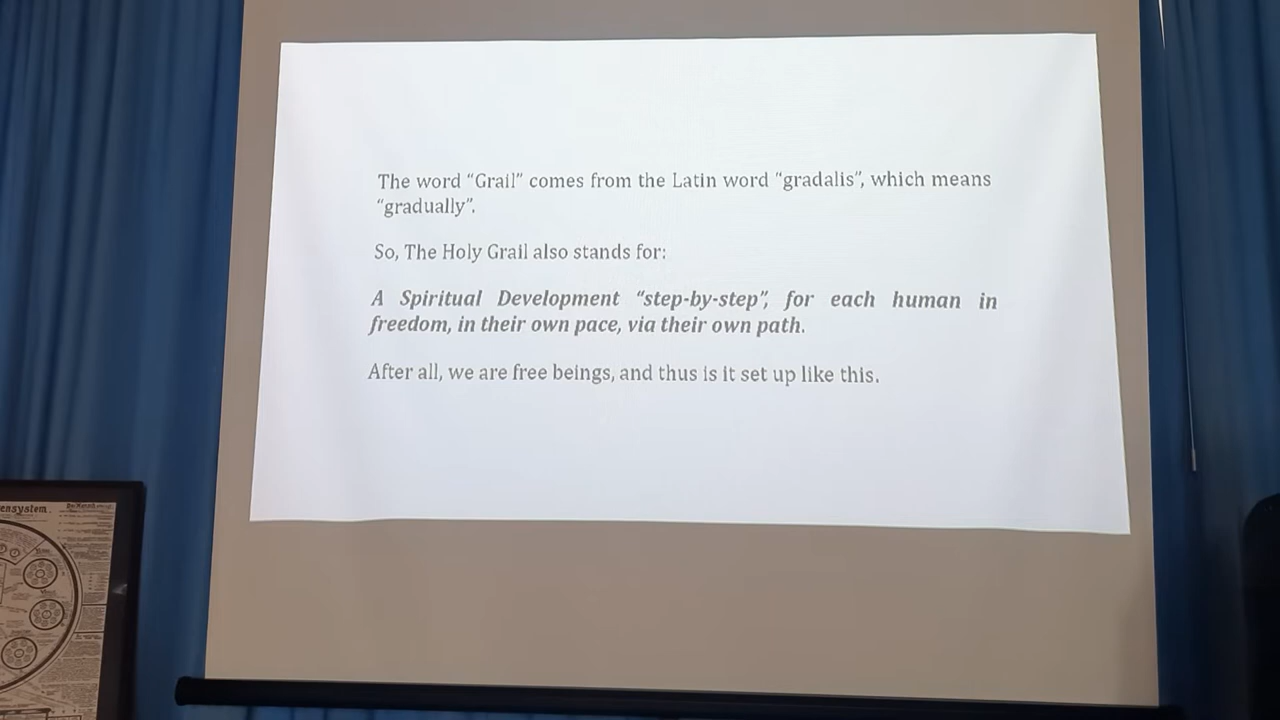 The word “Grail” comes from the Latin word “gradalis”, which means
“gradually”.
So, The Holy Grail also stands for:
A Spiritual Development “step-by-step”, for each human in
freedom, in their own pace, via their own path.
After all, we are free beings, and thus is it set up like this.